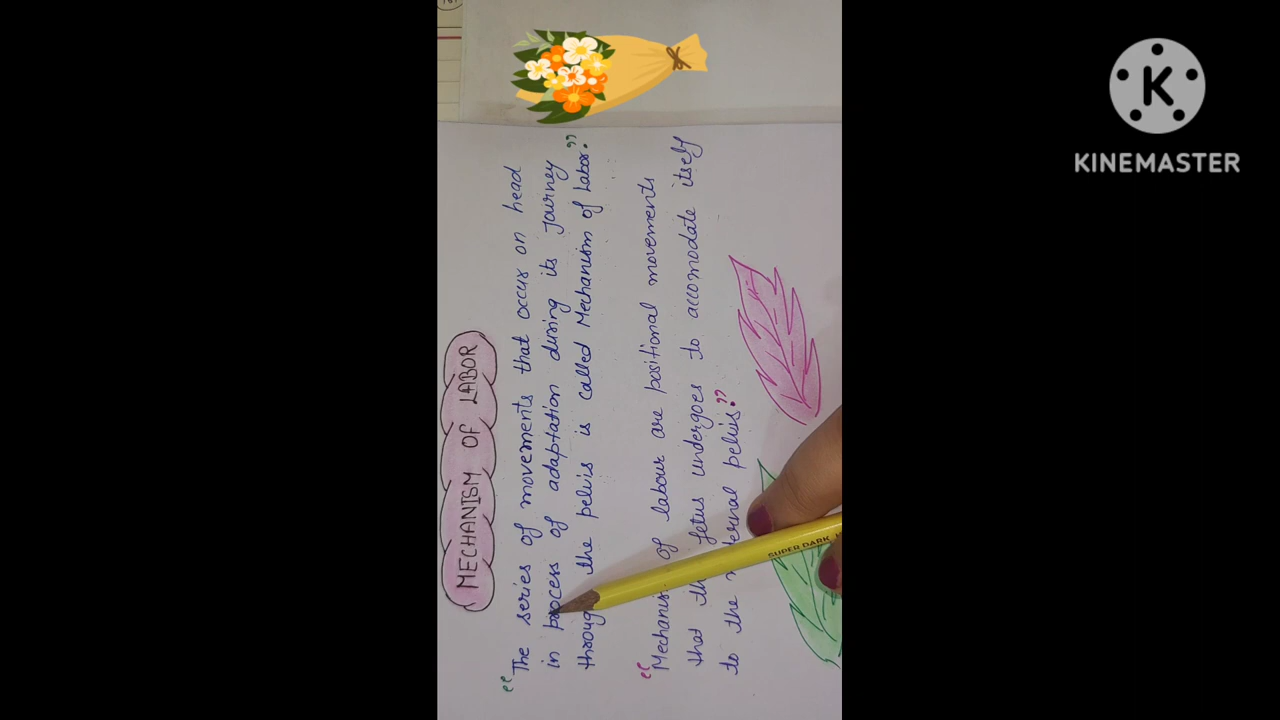 MECHANISM OF LABOR
“The series of movements that occur on head
in process of adaptation during its journey
through the pelvis is called Mechanism of Labor.”
“Mechanism of labour are positional movements
that the fetus undergoes to accomodate itself
to the maternal pelvis.”
SUPER DARK
K
KINEMASTER